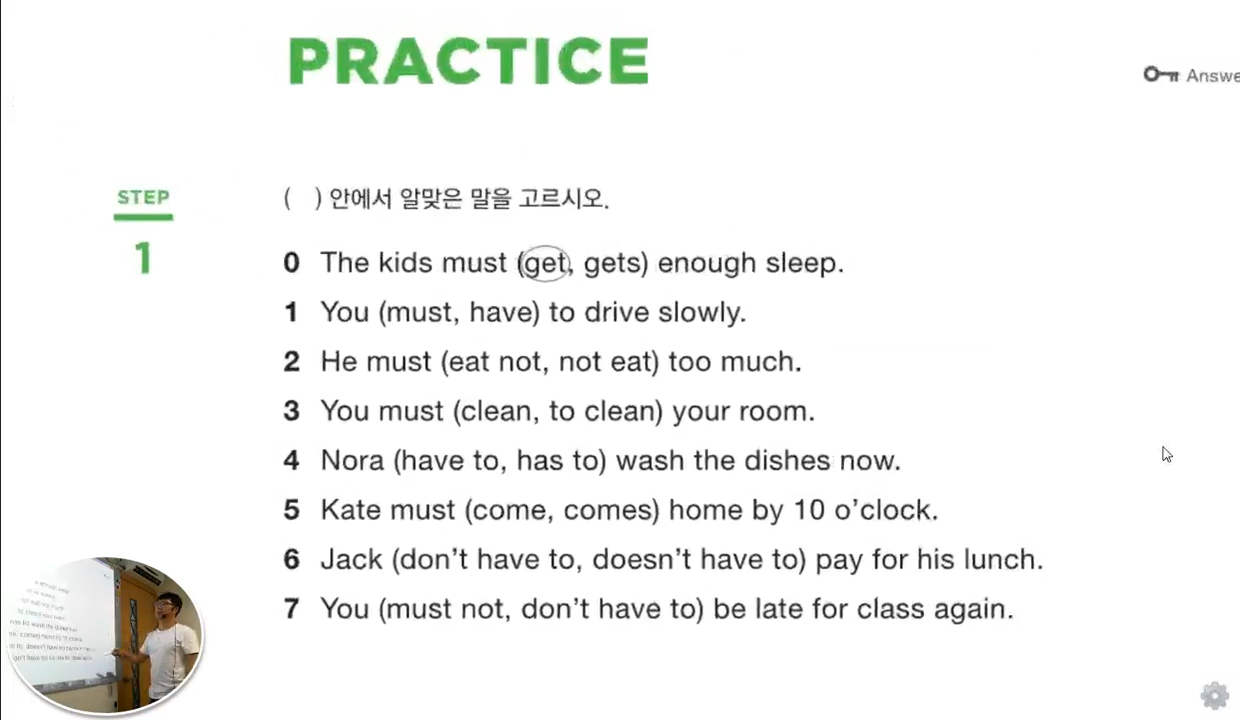 PRACTICE
Answe
STEP
1
( ) 안에서 알맞은 말을 고르시오.
0 The kids must (get, gets) enough sleep.
1 You (must, have) to drive slowly.
2 He must (eat not, not eat) too much.
3 You must (clean, to clean) your room.
4 Nora (have to, has to) wash the dishes now.
5 Kate must (come, comes) home by 10 o’clock.
6 Jack (don’t have to, doesn’t have to) pay for his lunch.
7 You (must not, don’t have to) be late for class again.